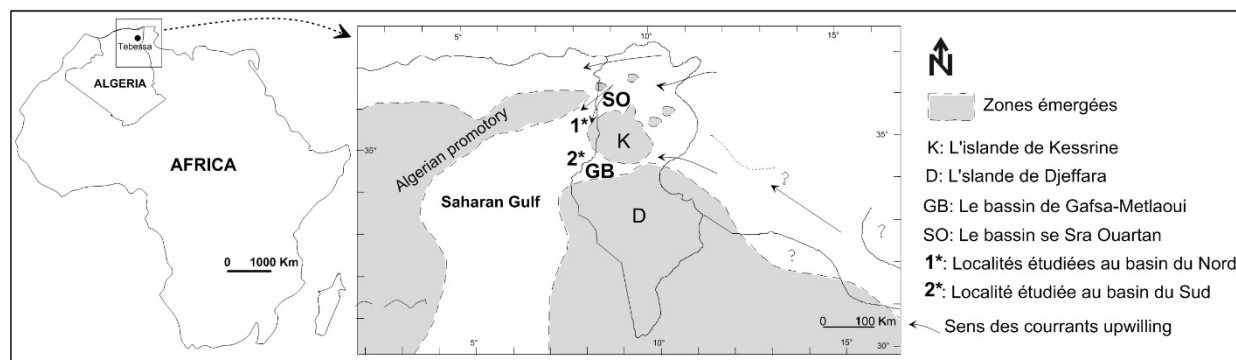 Tebessa
ALGERIA
AFRICA
0 1000 Km
5° 10° 15°
SO
1*
K
35°
35°
2*
GB
Algerian promotory
Saharan Gulf
D
?
?
?
0 100 Km
5° 10° 15° 30°
N
Zones émergées
K: L'islande de Kessrine
D: L'slande de Djeffara
GB: Le bassin de Gafsa-Metlaoui
SO: Le bassin se Sra Ouartan
1*: Localités étudiées au basin du Nord
2*: Localité étudiée au basin du Sud
Sens des courrants upwilling